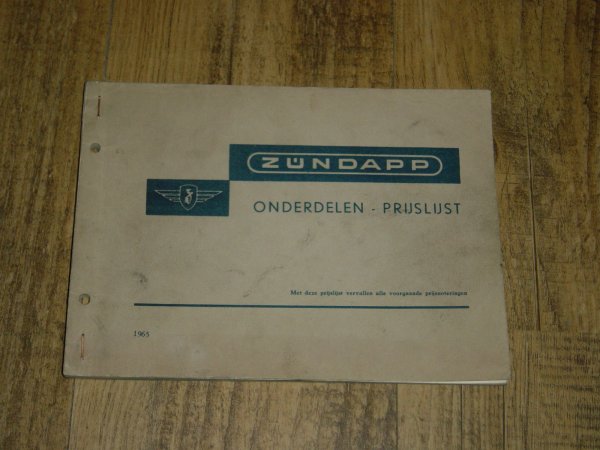 ZÜNDAPP
ONDERDELEN - PRIJSLIJST
Met deze prijslijst vervallen alle voorgaande prijsnoteringen
1965